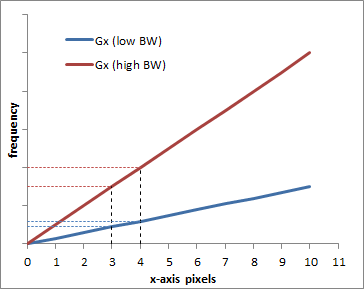 Gx (low BW)
Gx (high BW)
frequency
0 1 2 3 4 5 6 7 8 9 10 11
x-axis pixels